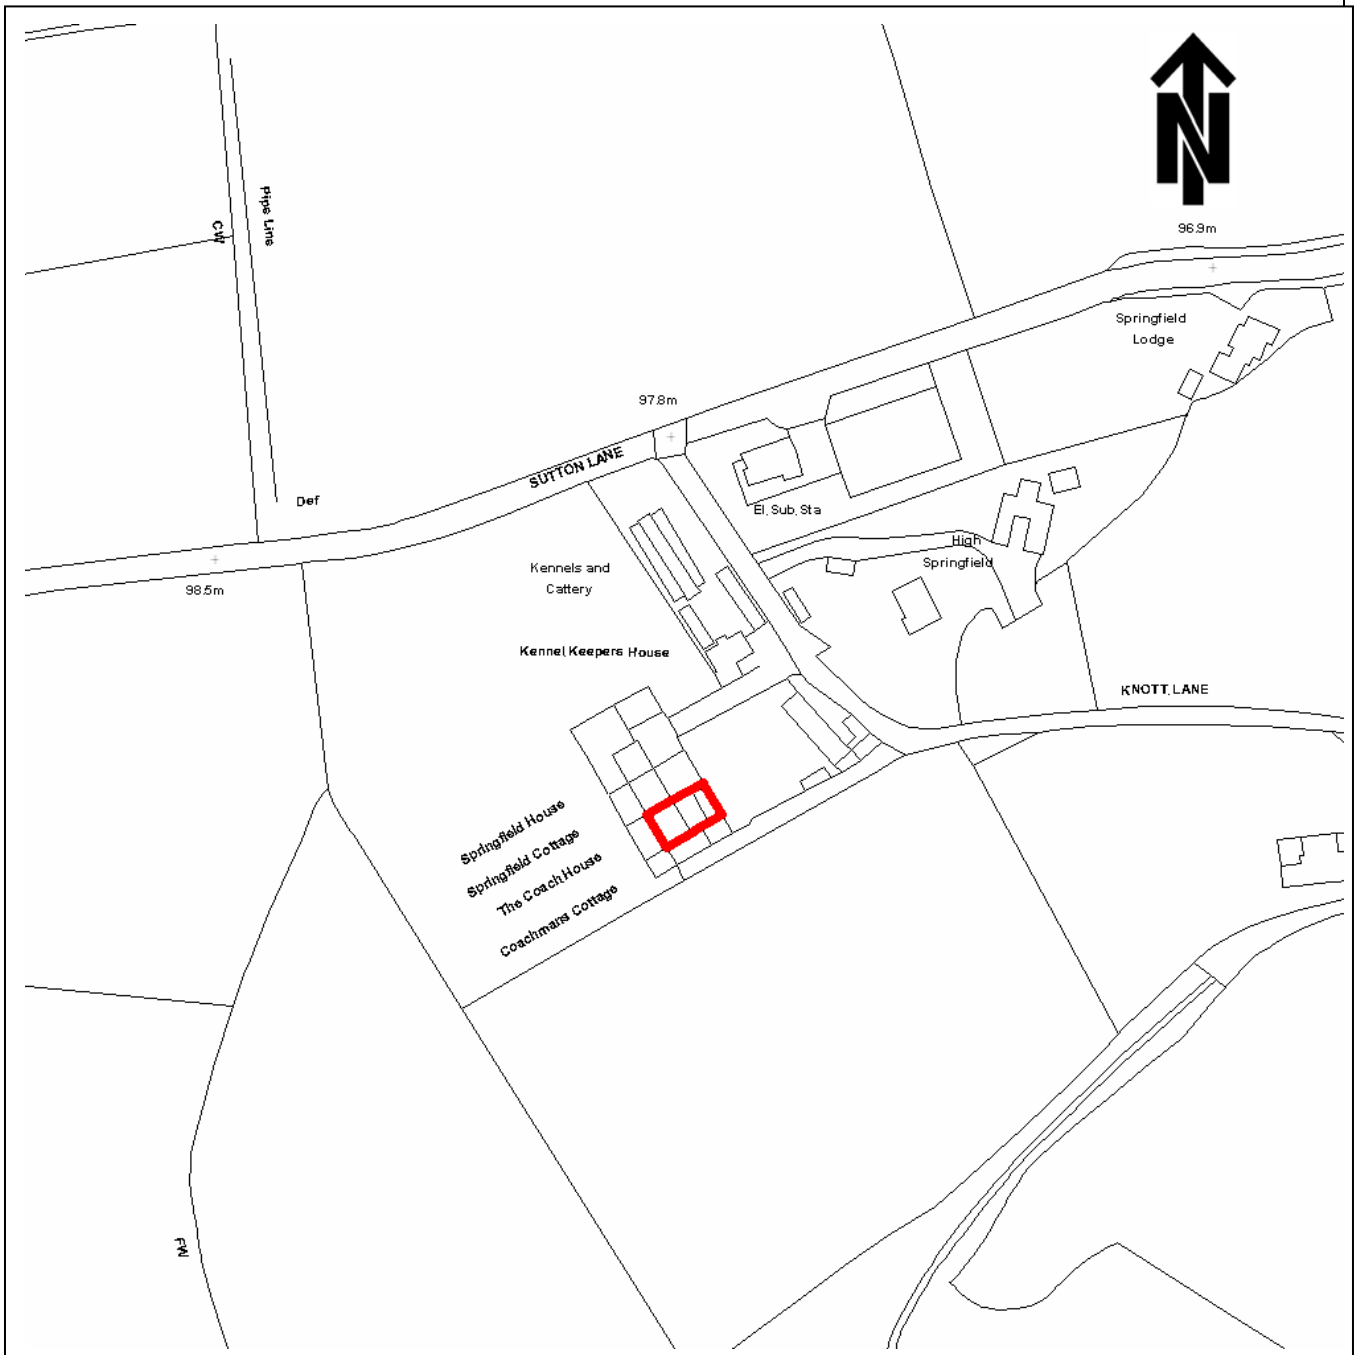 N
96.9m
Pipe Line
CW
Springfield
Lodge
97.8m
SUTTON LANE
Def
El. Sub. Sta
High
Springfield
Kennels and
Cattery
98.5m
Kennel Keepers House
KNOTT LANE
Springfield House
Springfield Cottage
The Coach House
Coachmans Cottage
FW